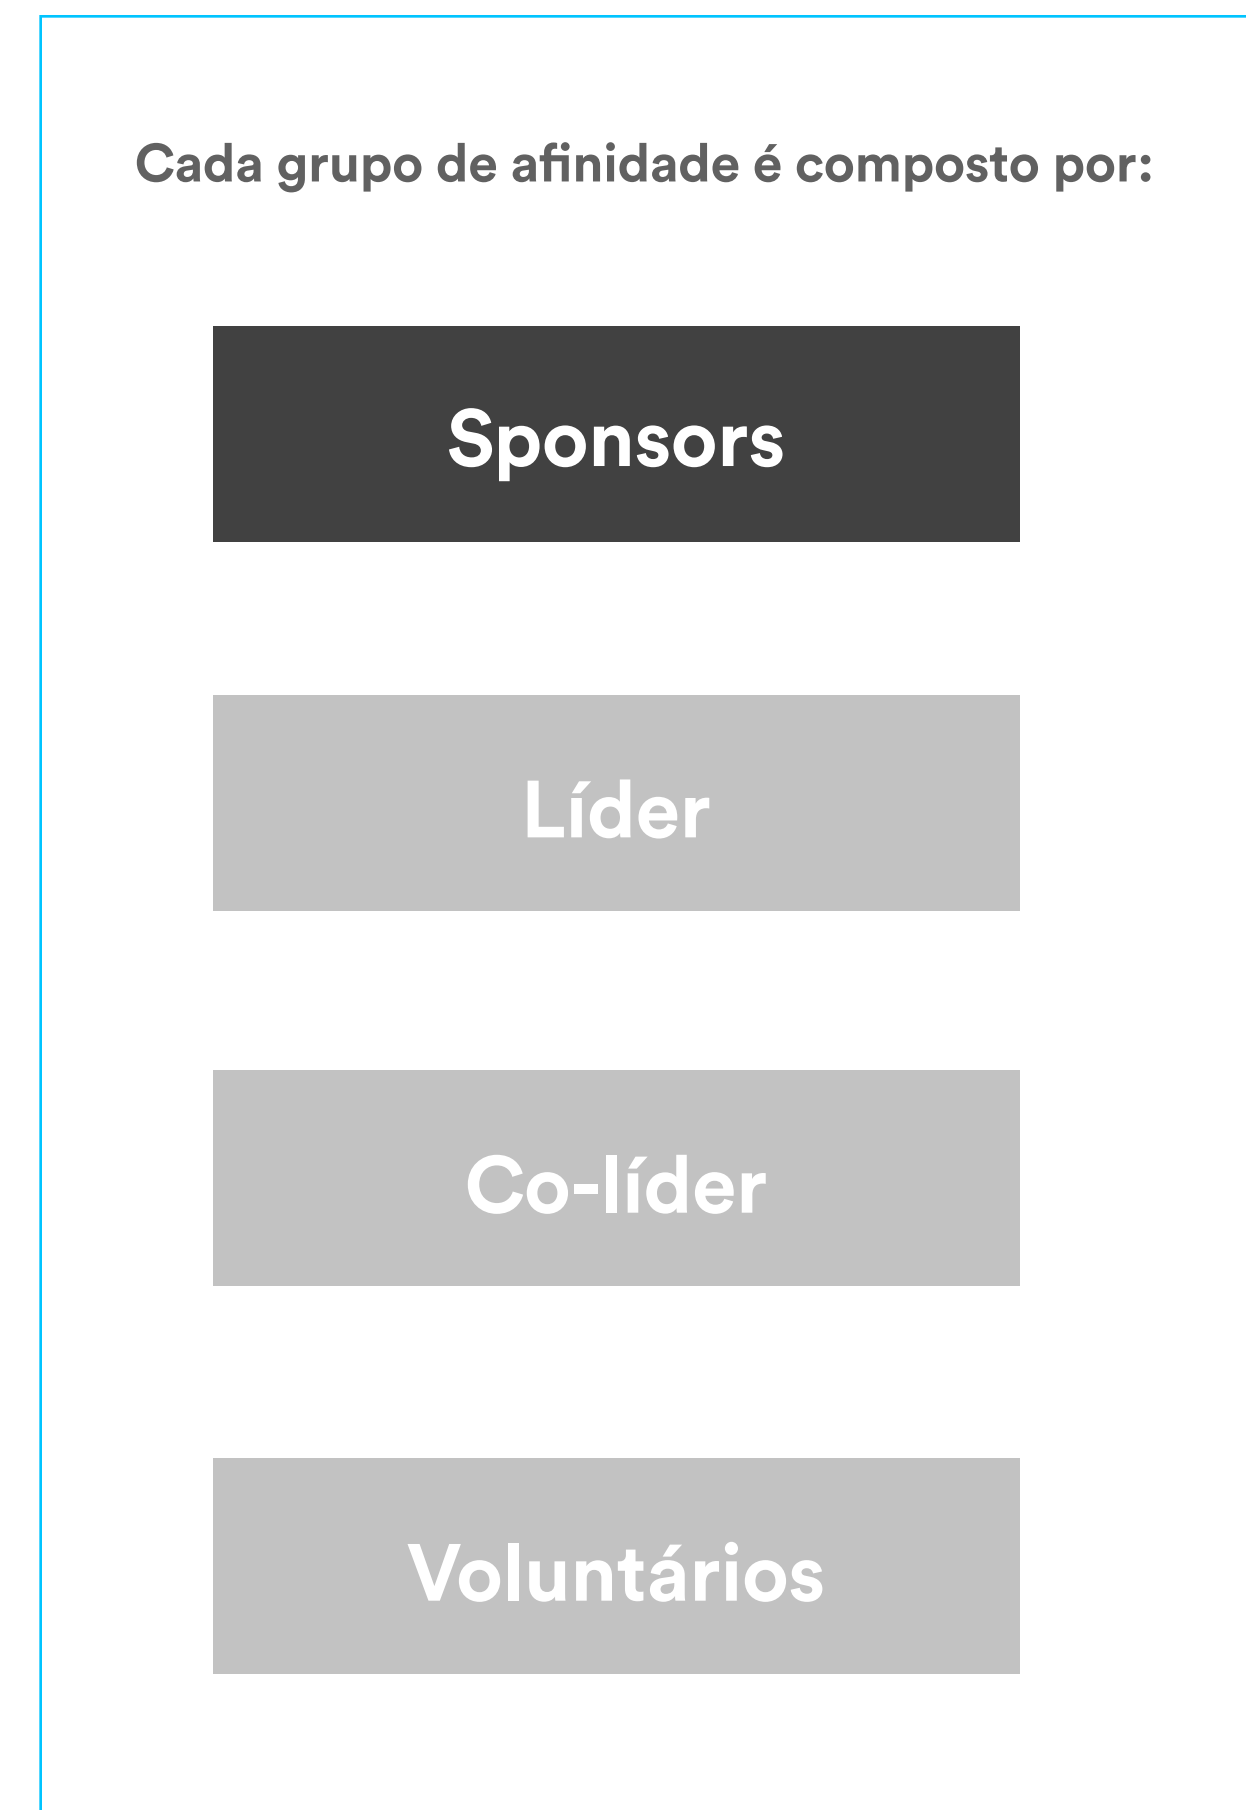 Cada grupo de afinidade é composto por:
Sponsors
Líder
Co-líder
Voluntários